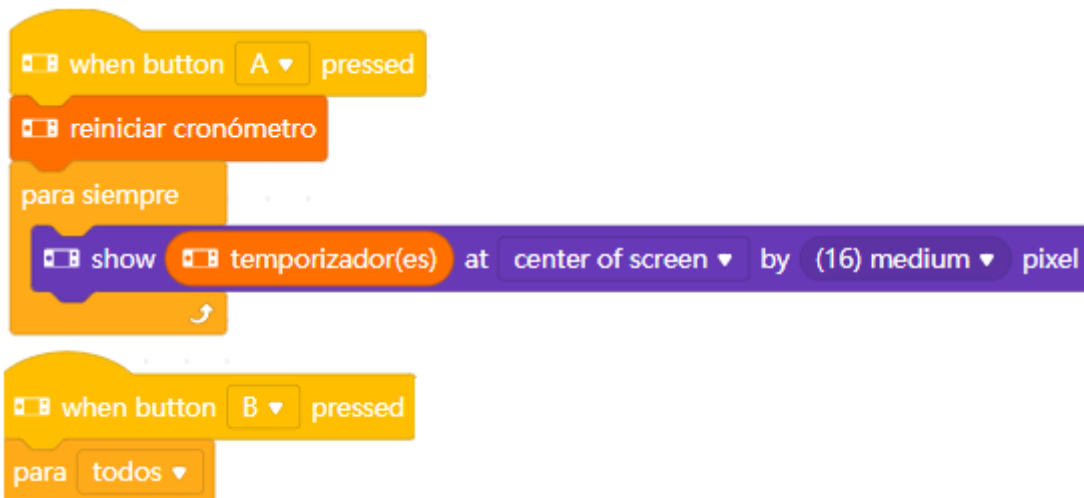 when button A pressed
reiniciar cronómetro
para siempre
show temporizador(es) at center of screen by (16) medium pixel
when button B pressed
para todos